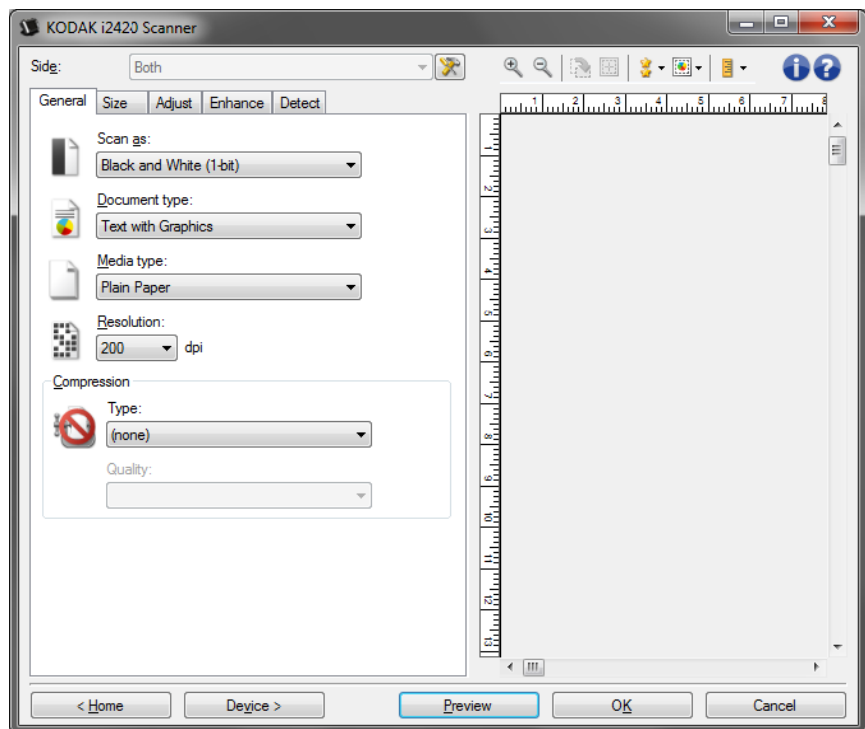 KODAK i2420 Scanner
Side: Both
General Size Adjust Enhance Detect
Scan as:
Black and White (1-bit)
Document type:
Text with Graphics
Media type:
Plain Paper
Resolution:
200 dpi
Compression
Type:
(none)
Quality:
1 2 3 4 5 6 7 8
1
2
3
4
5
6
7
8
9
10
11
12
13
< Home Device > Preview OK Cancel